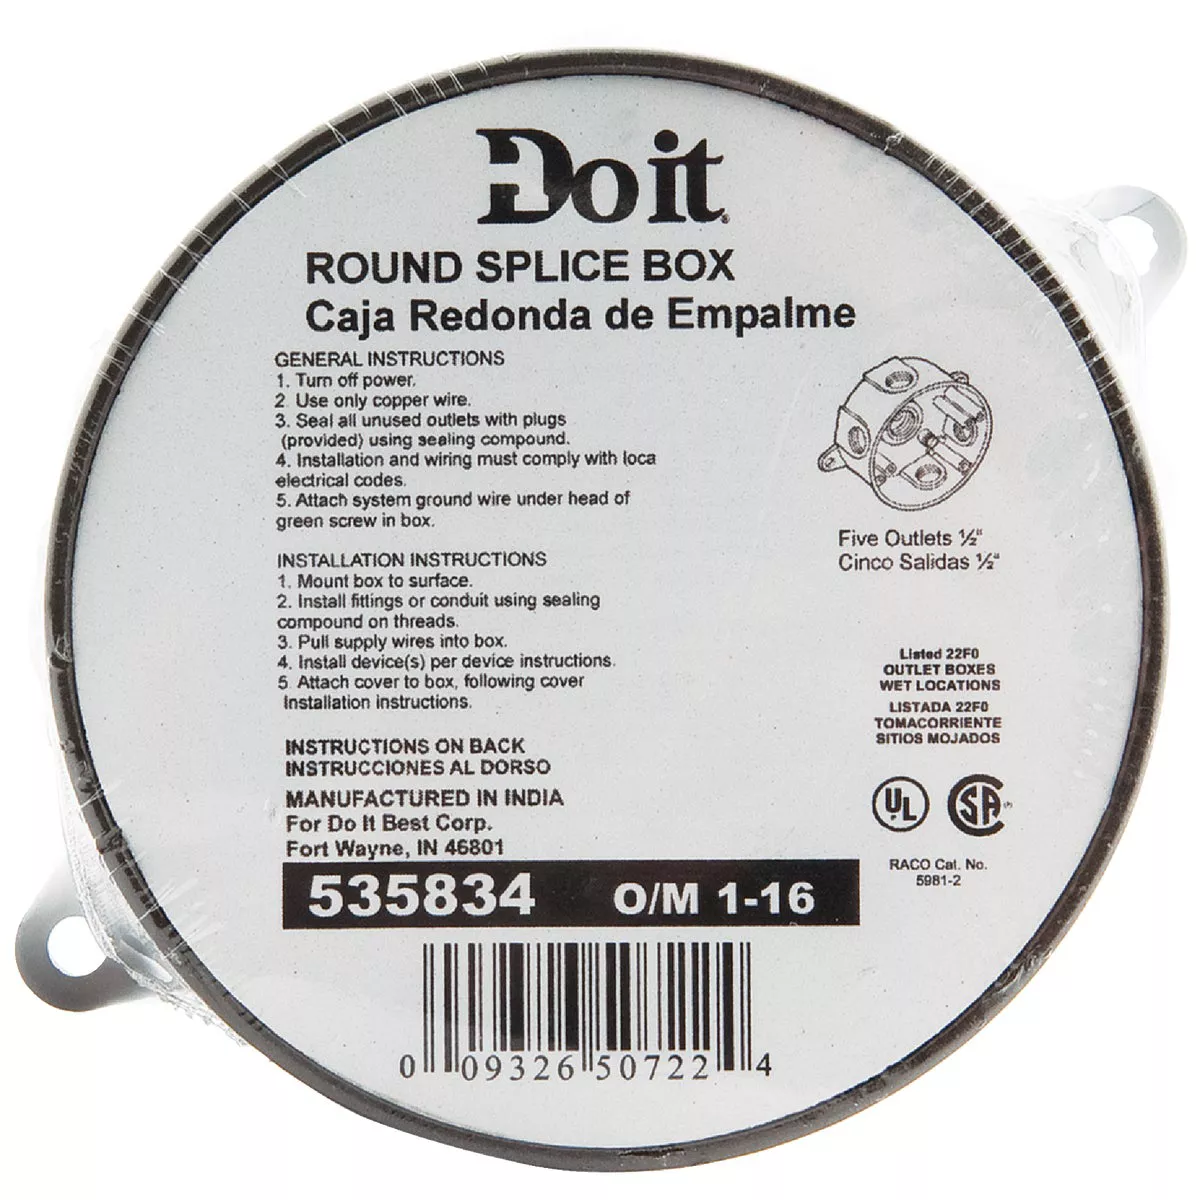 Do it
ROUND SPLICE BOX
Caja Redonda de Empalme
GENERAL INSTRUCTIONS
1. Turn off power.
2. Use only copper wire.
3. Seal all unused outlets with plugs
(provided) using sealing compound.
4. Installation and wiring must comply with loca
electrical codes.
5. Attach system ground wire under head of
green screw in box.
Five Outlets ½"
Cinco Salidas ½"
INSTALLATION INSTRUCTIONS
1. Mount box to surface.
2. Install fittings or conduit using sealing
compound on threads.
3. Pull supply wires into box.
4. Install device(s) per device instructions.
5. Attach cover to box, following cover
Installation instructions.
Listed 22F0
OUTLET BOXES
WET LOCATIONS
LISTADA 22F0
TOMACORRIENTE
SITIOS MOJADOS
INSTRUCTIONS ON BACK
INSTRUCCIONES AL DORSO
MANUFACTURED IN INDIA
For Do It Best Corp.
Fort Wayne, IN 46801
UL SA®
RACO Cat. No.
5981-2
535834 O/M 1-16
0 09326 50722 4